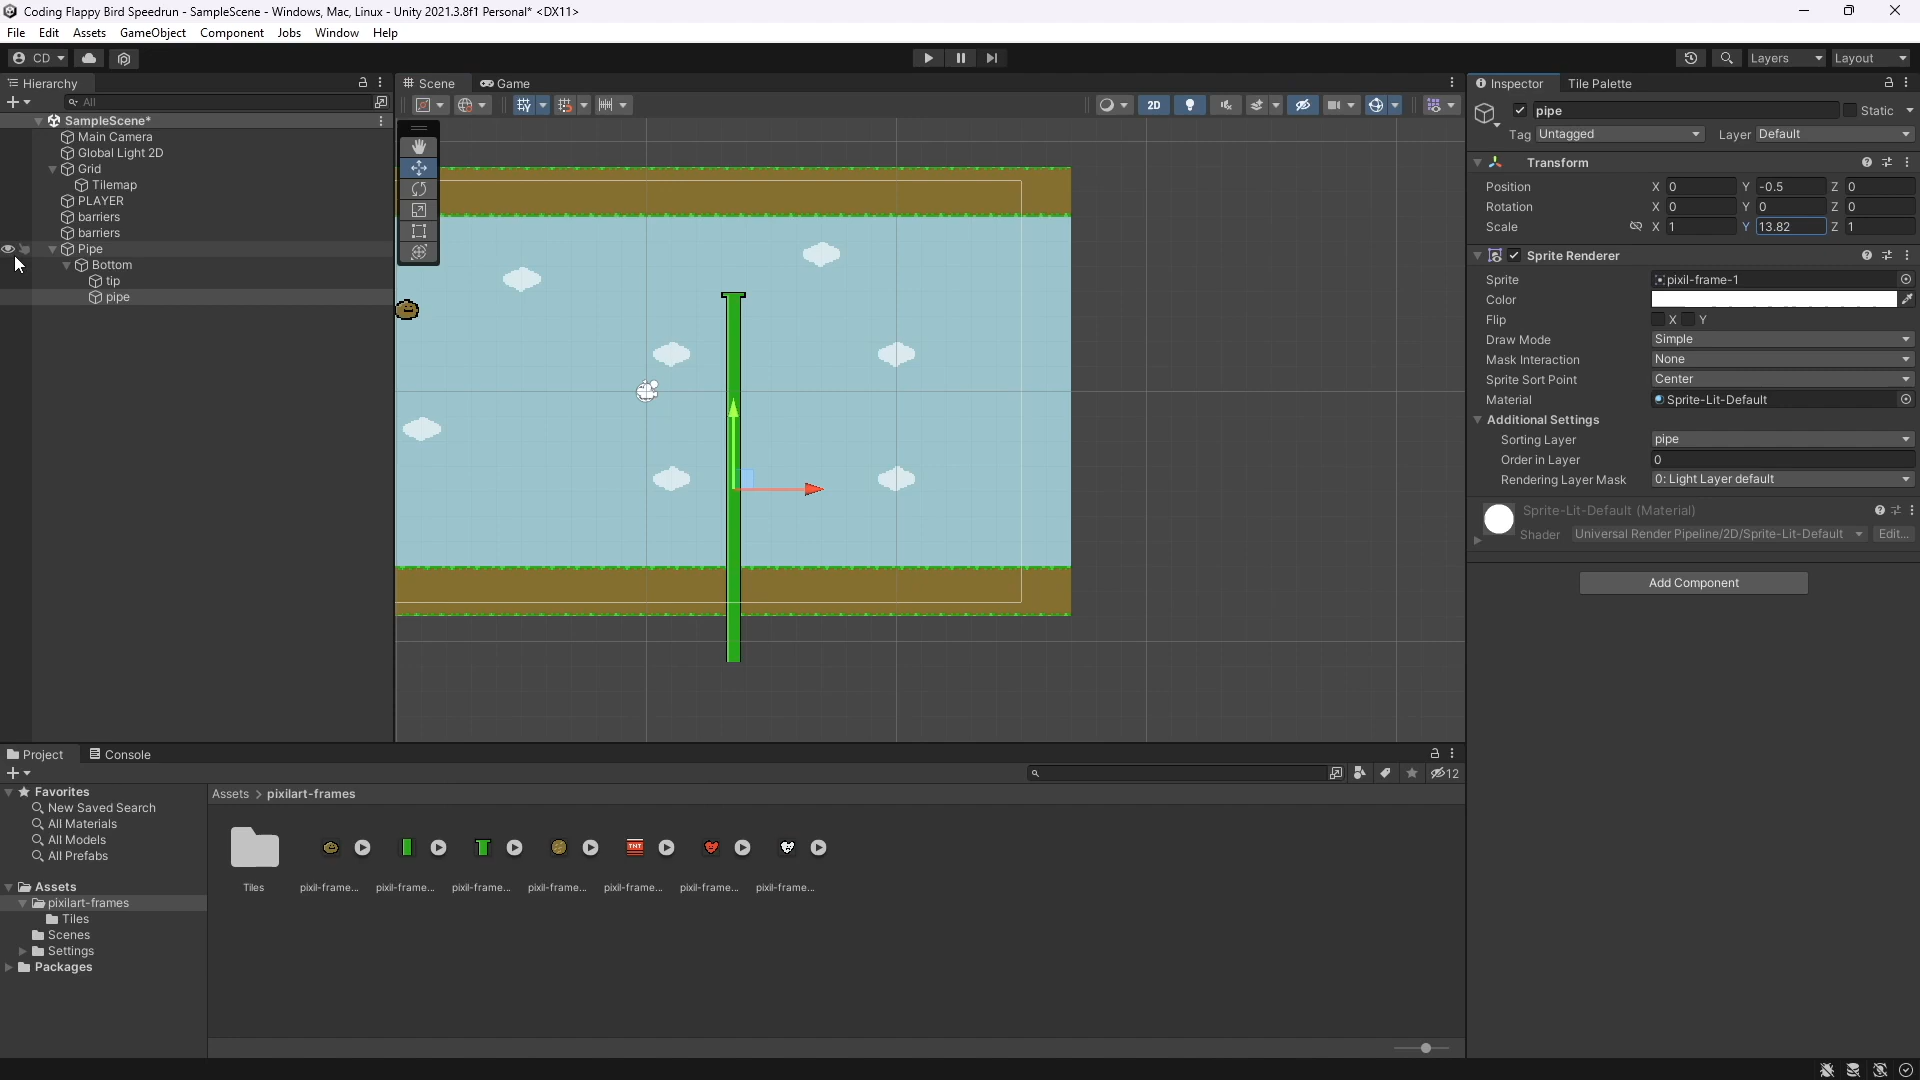 Coding Flappy Bird Speedrun - SampleScene - Windows, Mac, Linux - Unity 2021.3.8f1 Personal* <DX11>
File Edit Assets GameObject Component Jobs Window Help
CD Layers Layout
Hierarchy Scene Game Inspector Tile Palette
All 2D
pipe Static
Tag Untagged Layer Default
SampleScene*
Main Camera
Global Light 2D
Grid
Tilemap
PLAYER
barriers
barriers
Pipe
Bottom
tip
pipe
Transform
Position X 0 Y -0.5 Z 0
Rotation X 0 Y 0 Z 0
Scale X 1 Y 13.82 Z 1
Sprite Renderer
Sprite pixil-frame-1
Color
Flip X Y
Draw Mode Simple
Mask Interaction None
Sprite Sort Point Center
Material Sprite-Lit-Default
Additional Settings
Sorting Layer pipe
Order in Layer 0
Rendering Layer Mask 0: Light Layer default
Sprite-Lit-Default (Material)
Shader Universal Render Pipeline/2D/Sprite-Lit-Default Edit...
Add Component
Project Console
12
Favorites
New Saved Search
All Materials
All Models
All Prefabs
Assets
pixilart-frames
Tiles
Scenes
Settings
Packages
Assets > pixilart-frames
TNT
Tiles pixil-frame... pixil-frame... pixil-frame... pixil-frame... pixil-frame... pixil-frame... pixil-frame...